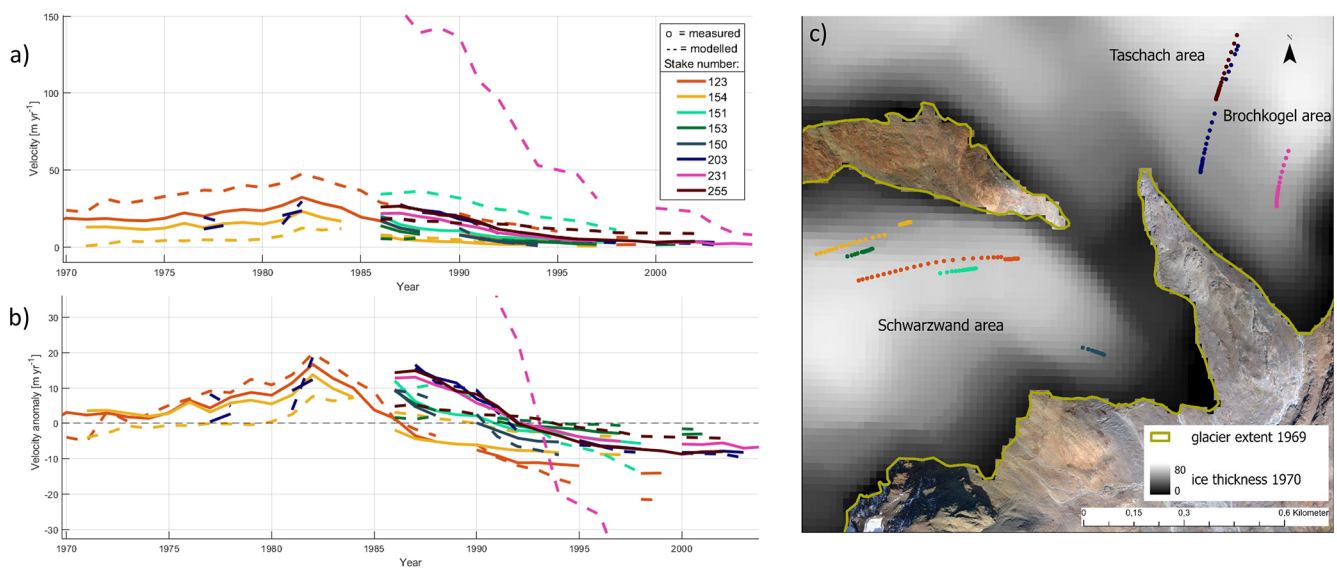 a)
150
100
50
0
Velocity [m yr-1]
1970
1975
1980
1985
1990
1995
2000
Year
o = measured
-- = modelled
Stake number:
123
154
151
153
150
203
231
255
b)
30
20
10
0
-10
-20
-30
Velocity anomaly [m yr-1]
1970
1975
1980
1985
1990
1995
2000
Year
c)
N
Taschach area
Brochkogel area
Schwarzwand area
glacier extent 1969
80
0
ice thickness 1970
0
0,15
0,3
0,6 Kilometer